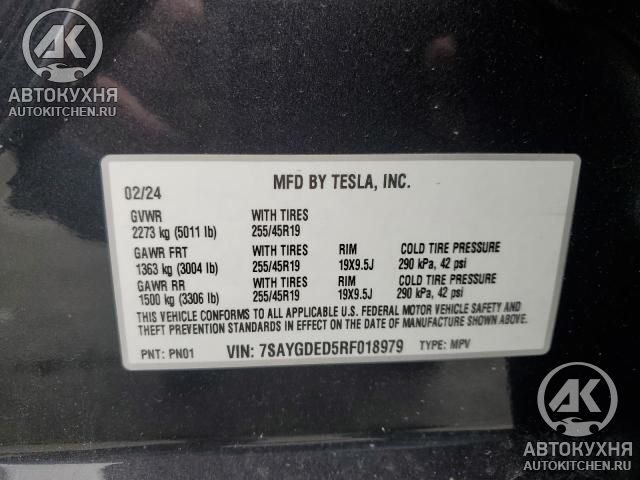 AK
АВТОКУХНЯ
AUTOKITCHEN.RU
MFD BY TESLA, INC.
02/24
GVWR WITH TIRES
2273 kg (5011 lb) 255/45R19
GAWR FRT WITH TIRES RIM COLD TIRE PRESSURE
1363 kg (3004 lb) 255/45R19 19X9.5J 290 kPa, 42 psi
GAWR RR WITH TIRES RIM COLD TIRE PRESSURE
1500 kg (3306 lb) 255/45R19 19X9.5J 290 kPa, 42 psi
THIS VEHICLE CONFORMS TO ALL APPLICABLE U.S. FEDERAL MOTOR VEHICLE SAFETY AND
THEFT PREVENTION STANDARDS IN EFFECT ON THE DATE OF MANUFACTURE SHOWN ABOVE.
PNT: PN01 VIN: 7SAYGDED5RF018979 TYPE: MPV
AK
АВТОКУХНЯ
AUTOKITCHEN.RU